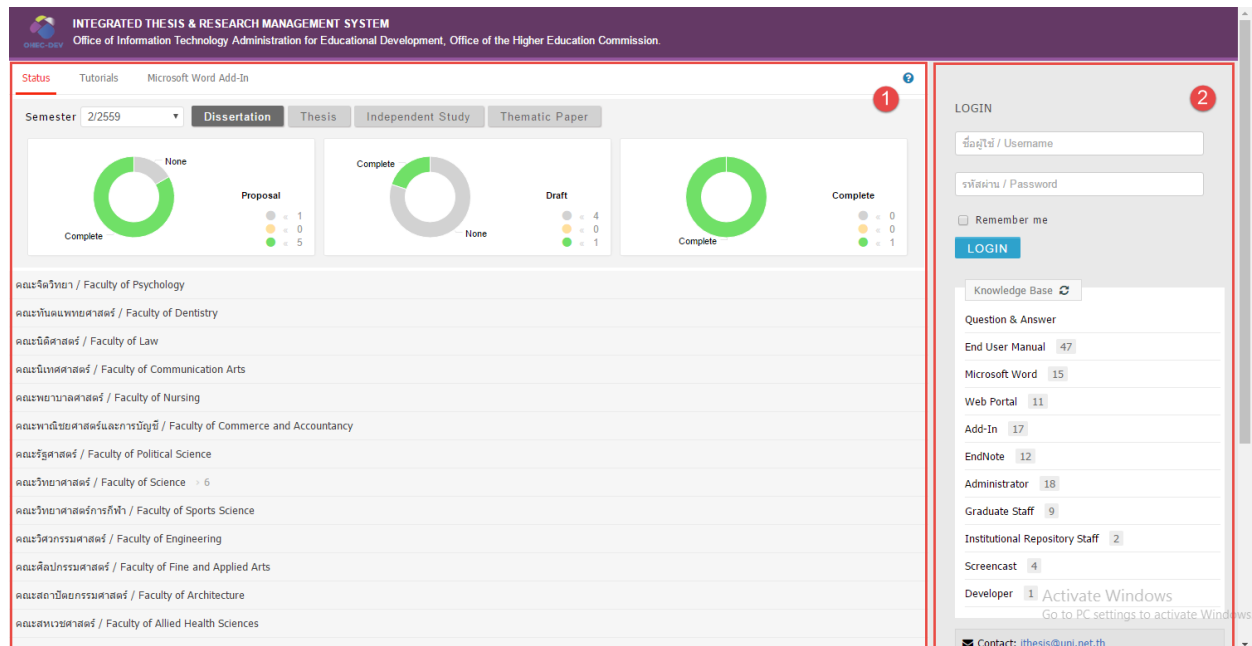 INTEGRATED THESIS & RESEARCH MANAGEMENT SYSTEM
OHEC-DEV
Office of Information Technology Administration for Educational Development, Office of the Higher Education Commission.
Status Tutorials Microsoft Word Add-In
1
Semester 2/2559 Dissertation Thesis Independent Study Thematic Paper
None
Complete
Proposal
« 1
« 0
« 5
Complete
None
Draft
« 4
« 0
« 1
Complete
Complete
« 0
« 0
« 1
คณะจิตวิทยา / Faculty of Psychology
คณะทันตแพทยศาสตร์ / Faculty of Dentistry
คณะนิติศาสตร์ / Faculty of Law
คณะนิเทศศาสตร์ / Faculty of Communication Arts
คณะพยาบาลศาสตร์ / Faculty of Nursing
คณะพาณิชยศาสตร์และการบัญชี / Faculty of Commerce and Accountancy
คณะรัฐศาสตร์ / Faculty of Political Science
คณะวิทยาศาสตร์ / Faculty of Science › 6
คณะวิทยาศาสตร์การกีฬา / Faculty of Sports Science
คณะวิศวกรรมศาสตร์ / Faculty of Engineering
คณะศิลปกรรมศาสตร์ / Faculty of Fine and Applied Arts
คณะสถาปัตยกรรมศาสตร์ / Faculty of Architecture
คณะสหเวชศาสตร์ / Faculty of Allied Health Sciences
2
LOGIN
ชื่อผู้ใช้ / Username
รหัสผ่าน / Password
Remember me
LOGIN
Knowledge Base
Question & Answer
End User Manual 47
Microsoft Word 15
Web Portal 11
Add-In 17
EndNote 12
Administrator 18
Graduate Staff 9
Institutional Repository Staff 2
Screencast 4
Developer 1
Activate Windows
Go to PC settings to activate Windows
Contact: ithesis@uni.net.th